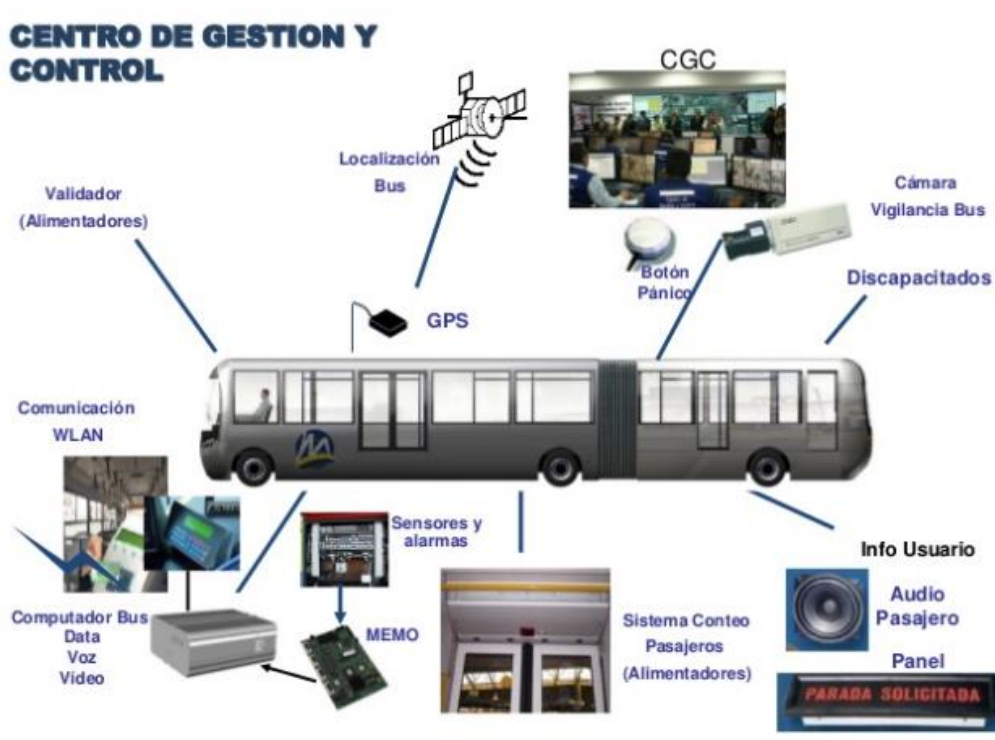 CENTRO DE GESTION Y
CONTROL
CGC
Localización
Bus
Validador
(Alimentadores)
Cámara
Vigilancia Bus
Botón
Pánico
Discapacitados
GPS
Comunicación
WLAN
Sensores y
alarmas
Info Usuario
Computador Bus
Data
Voz
Vídeo
MEMO
Sistema Conteo
Pasajeros
(Alimentadores)
Audio
Pasajero
Panel
PARADA SOLICITADA